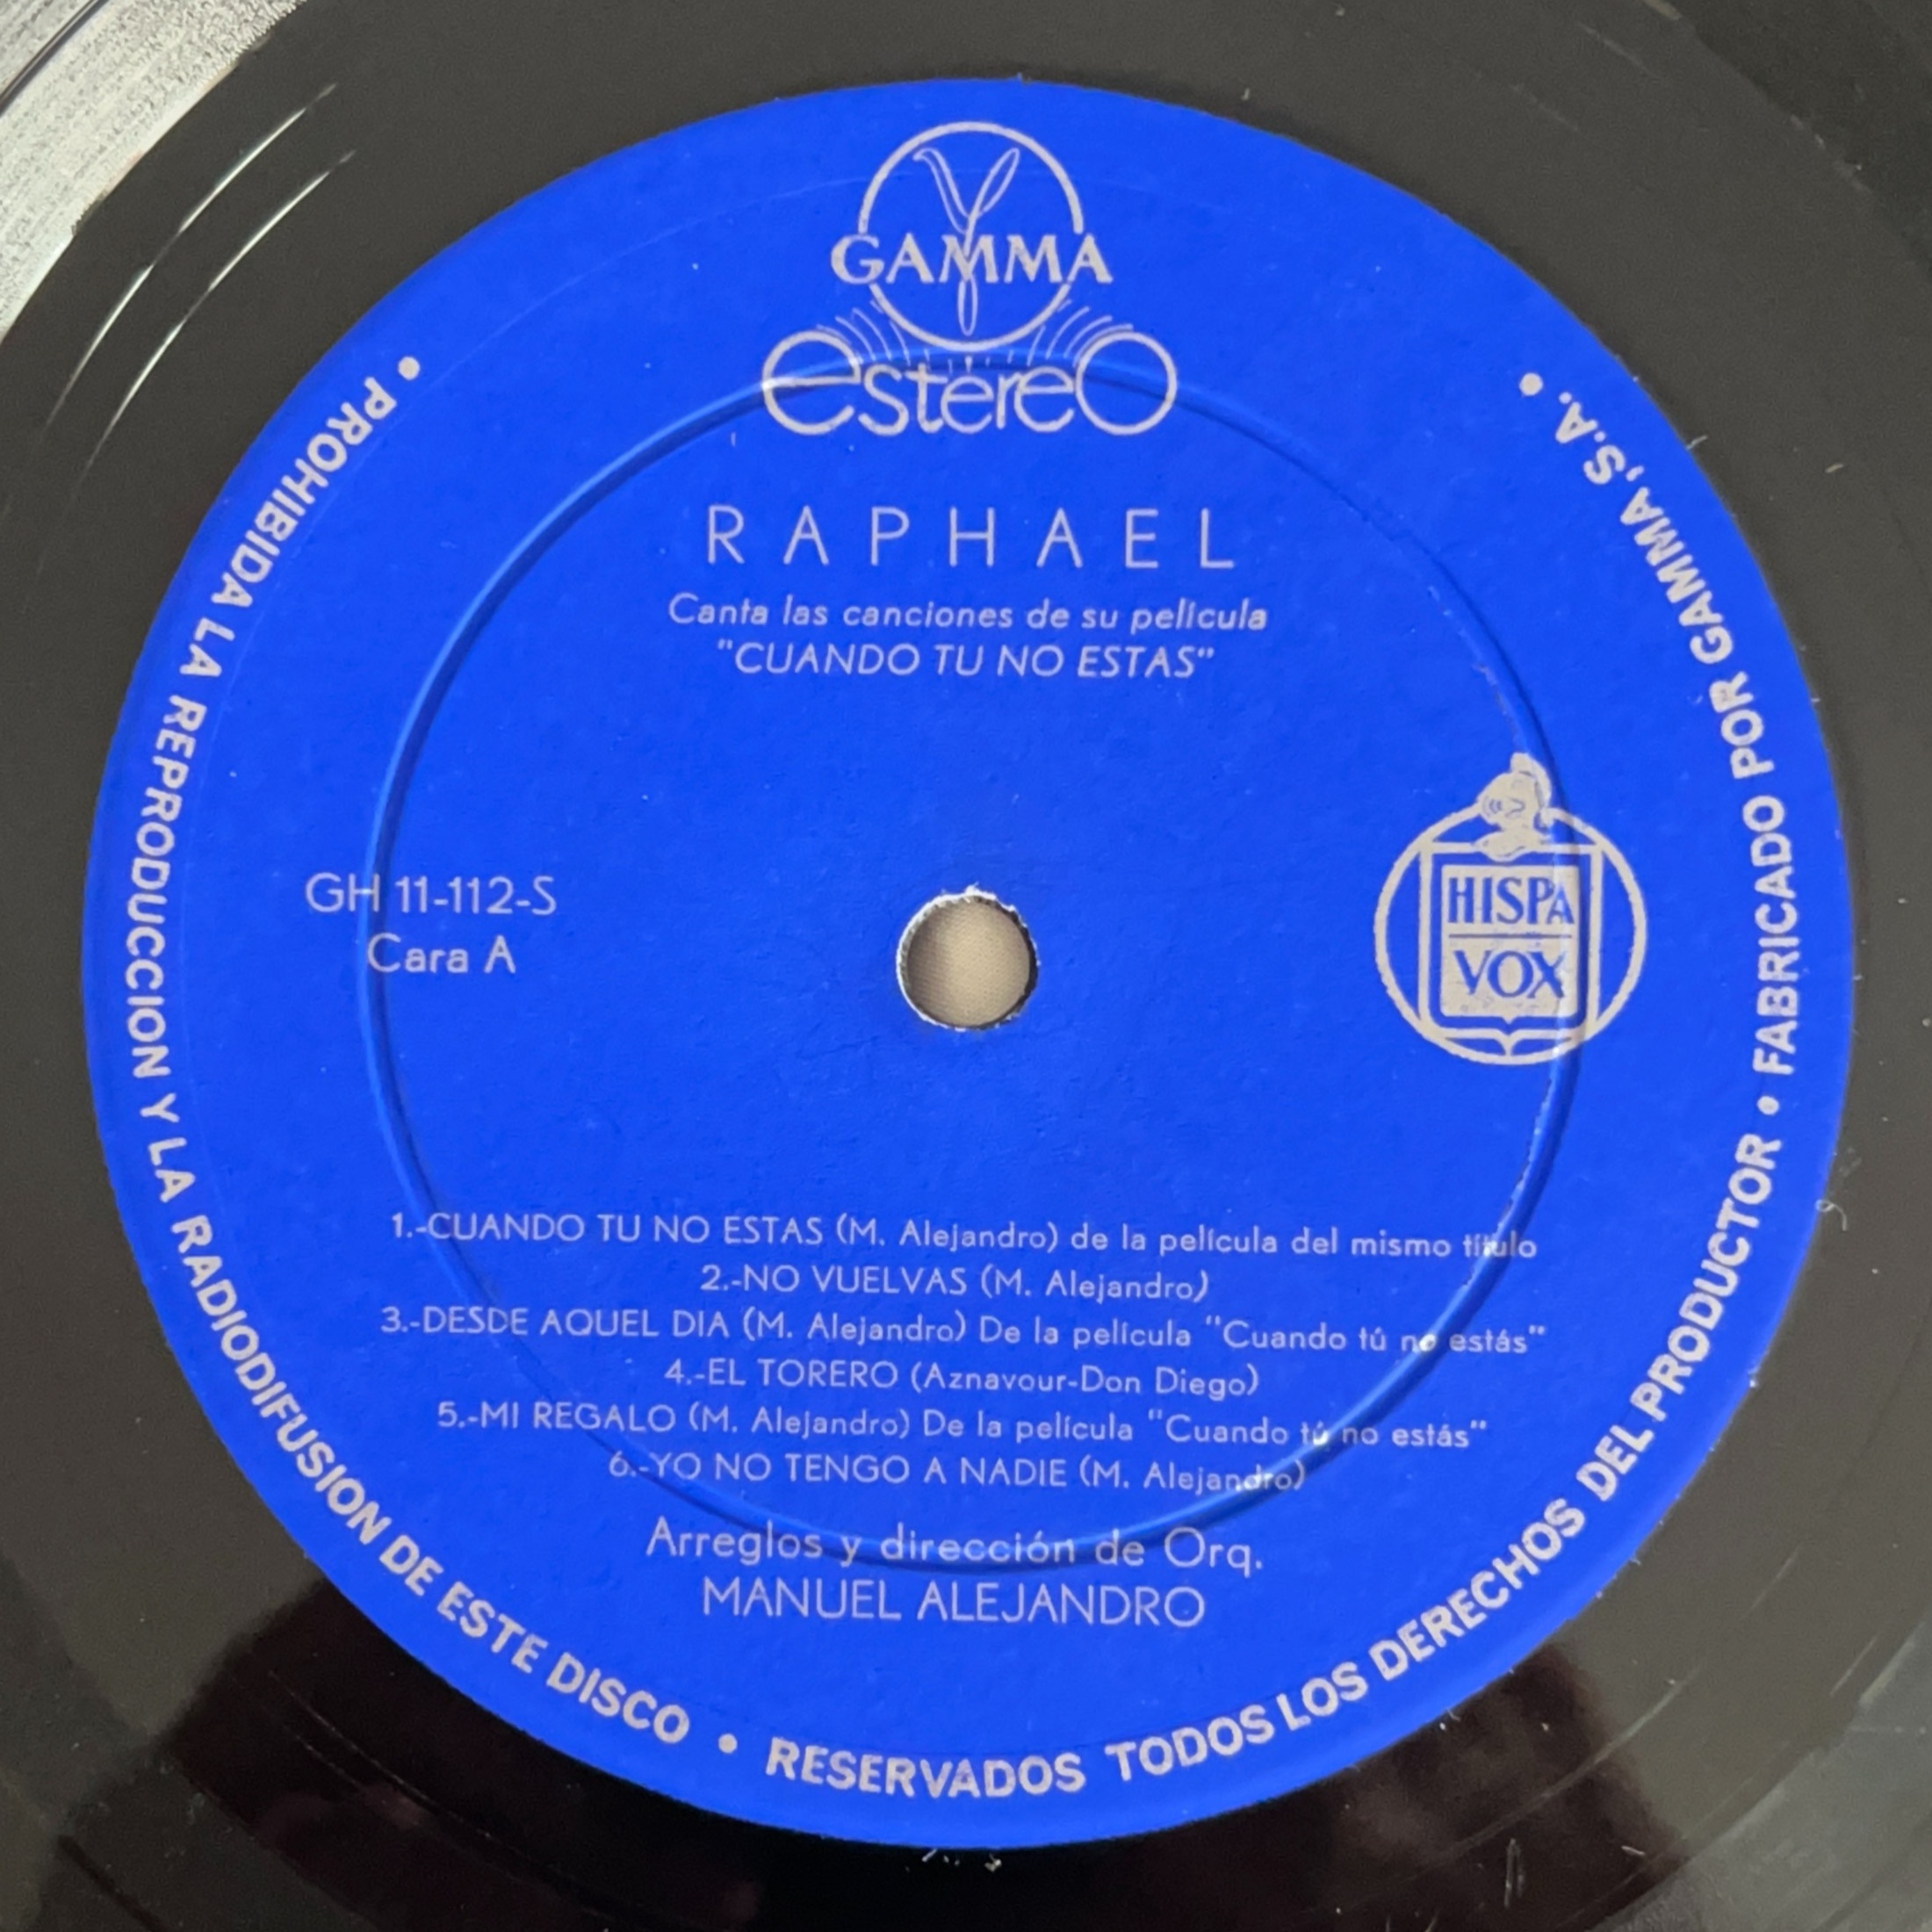 GAMMA
estéreo
RAPHAEL
Canta las canciones de su película
"CUANDO TU NO ESTAS"
GH 11-112-S
Cara A
HISPA
VOX
1.-CUANDO TU NO ESTAS (M. Alejandro) de la película del mismo título
2.-NO VUELVAS (M. Alejandro)
3.-DESDE AQUEL DIA (M. Alejandro) De la película "Cuando tú no estás"
4.-EL TORERO (Aznavour-Don Diego)
5.-MI REGALO (M. Alejandro) De la película "Cuando tú no estás"
6.-YO NO TENGO A NADIE (M. Alejandro)
Arreglos y dirección de Orq.
MANUEL ALEJANDRO
• PROHIBIDA LA REPRODUCCION Y LA RADIODIFUSION DE ESTE DISCO • RESERVADOS TODOS LOS DERECHOS DEL PRODUCTOR • FABRICADO POR GAMMA, S.A. •